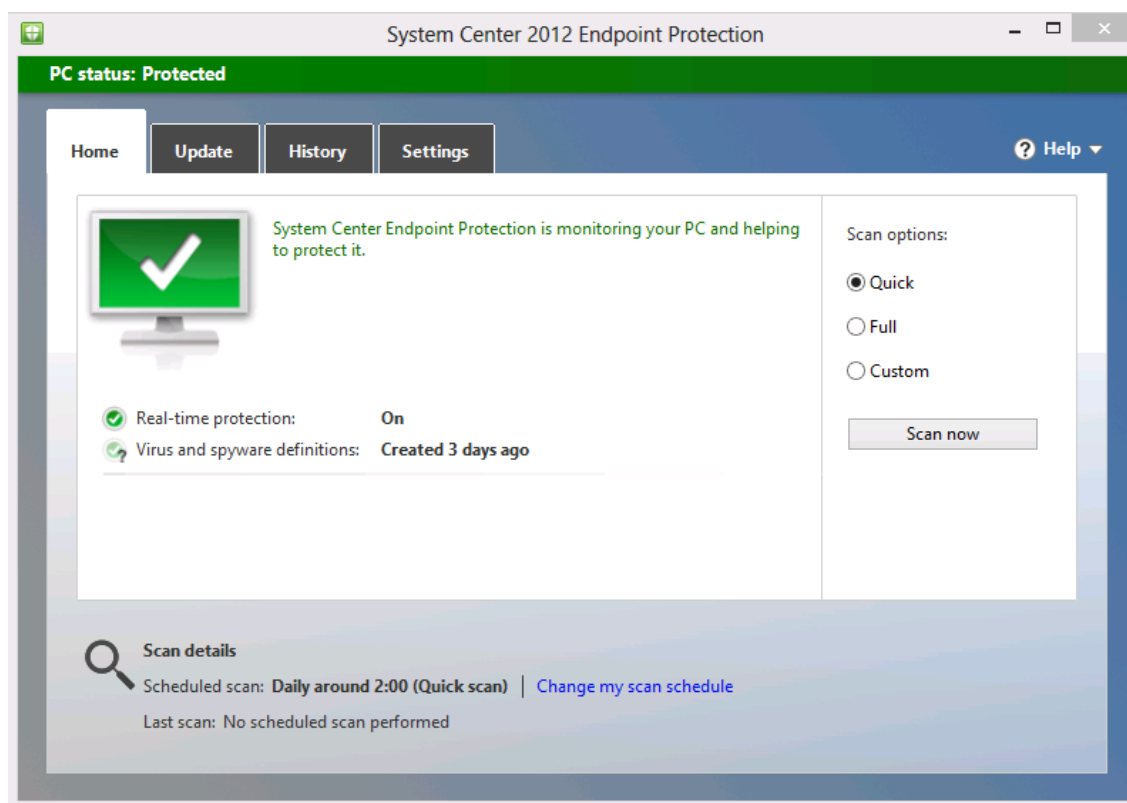 System Center 2012 Endpoint Protection
PC status: Protected
Home Update History Settings
? Help
System Center Endpoint Protection is monitoring your PC and helping
to protect it.
Real-time protection: On
Virus and spyware definitions: Created 3 days ago
Scan options:
Quick
Full
Custom
Scan now
Scan details
Scheduled scan: Daily around 2:00 (Quick scan) | Change my scan schedule
Last scan: No scheduled scan performed